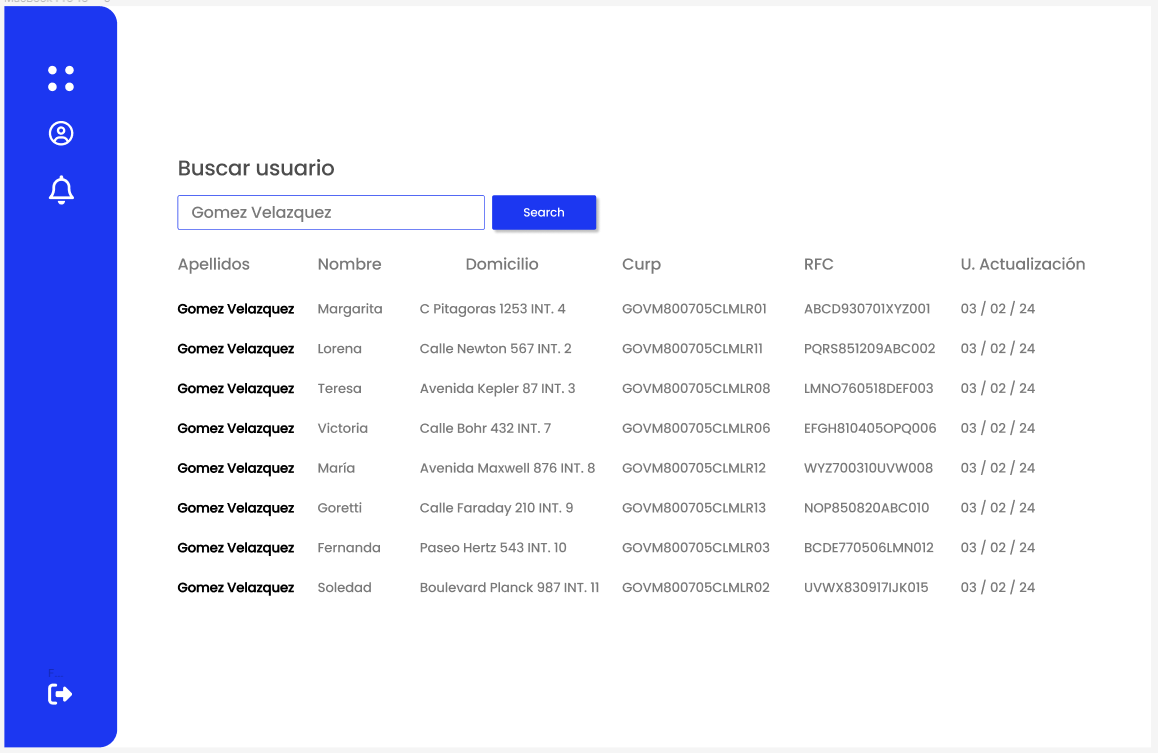 Buscar usuario
Gomez Velazquez Search
Apellidos Nombre Domicilio Curp RFC U. Actualización
Gomez Velazquez Margarita C Pitagoras 1253 INT. 4 GOVM800705CLMLR01 ABCD930701XYZ001 03 / 02 / 24
Gomez Velazquez Lorena Calle Newton 567 INT. 2 GOVM800705CLMLR11 PQRS851209ABC002 03 / 02 / 24
Gomez Velazquez Teresa Avenida Kepler 87 INT. 3 GOVM800705CLMLR08 LMNO760518DEF003 03 / 02 / 24
Gomez Velazquez Victoria Calle Bohr 432 INT. 7 GOVM800705CLMLR06 EFGH810405OPQ006 03 / 02 / 24
Gomez Velazquez María Avenida Maxwell 876 INT. 8 GOVM800705CLMLR12 WYZ700310UVW008 03 / 02 / 24
Gomez Velazquez Goretti Calle Faraday 210 INT. 9 GOVM800705CLMLR13 NOP850820ABC010 03 / 02 / 24
Gomez Velazquez Fernanda Paseo Hertz 543 INT. 10 GOVM800705CLMLR03 BCDE770506LMN012 03 / 02 / 24
Gomez Velazquez Soledad Boulevard Planck 987 INT. 11 GOVM800705CLMLR02 UVWX830917IJK015 03 / 02 / 24